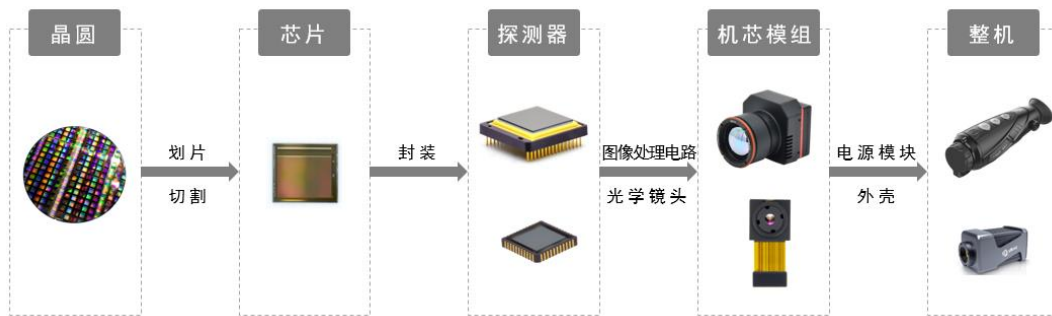 晶圆
芯片
探测器
机芯模组
整机
划片
切割
封装
图像处理电路
光学镜头
电源模块
外壳